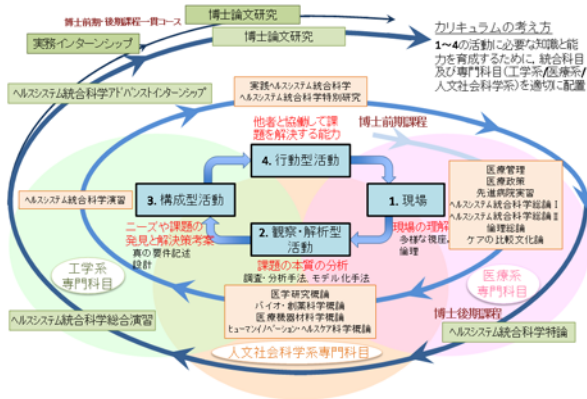 博士前期・後期課程一貫コース
博士論文研究
実務インターンシップ
博士論文研究
カリキュラムの考え方
1~4の活動に必要な知識と能
力を育成するために、統合科目
及び専門科目(工学系/医療系
/人文社会科学系)を適切に配置
ヘルスシステム統合科学アドバンストインターンシップ
実践ヘルスシステム統合科学
ヘルスシステム統合科学特別研究
他者と協働して課
題を解決する能力
博士前期課程
4. 行動型活動
医療管理
医療政策
先進病院実習
ヘルスシステム統合科学総論Ⅰ
ヘルスシステム統合科学総論Ⅱ
倫理総論
ケアの比較文化論
ヘルスシステム統合科学演習
3. 構成型活動
1. 現場
ニーズや課題の
発見と解決策考案
真の要件記述
設計
2. 観察・解析型
活動
現場の理解
多様な視座、
倫理
課題の本質の分析
調査・分析手法、モデル化手法
工学系
専門科目
医療系
専門科目
医学研究概論
バイオ・創薬科学概論
医療機器材料学概論
ヒューマンイノベーション・ヘルスケア科学概論
博士後期課程
ヘルスシステム統合科学総合演習
ヘルスシステム統合科学特論
人文社会科学系専門科目